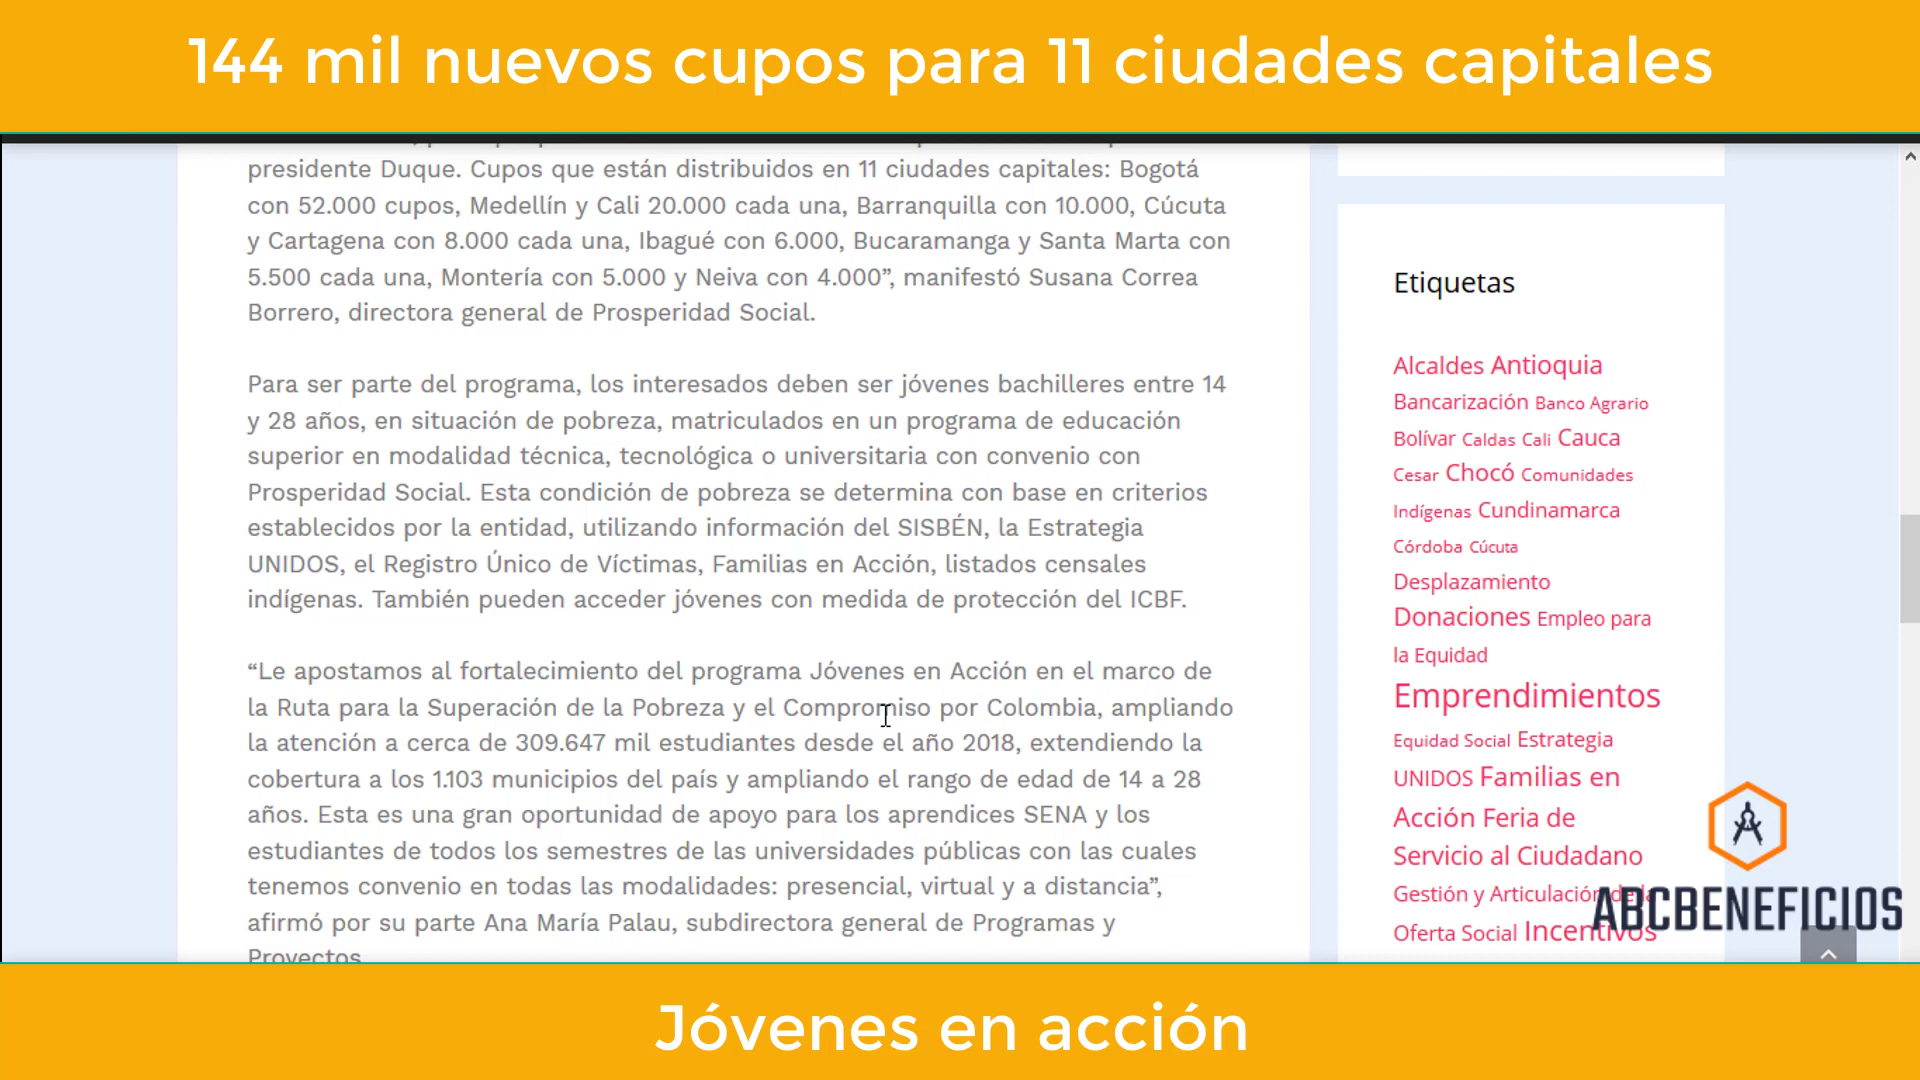 144 mil nuevos cupos para 11 ciudades capitales
presidente Duque. Cupos que están distribuidos en 11 ciudades capitales: Bogotá
con 52.000 cupos, Medellín y Cali 20.000 cada una, Barranquilla con 10.000, Cúcuta
y Cartagena con 8.000 cada una, Ibagué con 6.000, Bucaramanga y Santa Marta con
5.500 cada una, Montería con 5.000 y Neiva con 4.000”, manifestó Susana Correa
Borrero, directora general de Prosperidad Social.
Para ser parte del programa, los interesados deben ser jóvenes bachilleres entre 14
y 28 años, en situación de pobreza, matriculados en un programa de educación
superior en modalidad técnica, tecnológica o universitaria con convenio con
Prosperidad Social. Esta condición de pobreza se determina con base en criterios
establecidos por la entidad, utilizando información del SISBÉN, la Estrategia
UNIDOS, el Registro Único de Víctimas, Familias en Acción, listados censales
indígenas. También pueden acceder jóvenes con medida de protección del ICBF.
“Le apostamos al fortalecimiento del programa Jóvenes en Acción en el marco de
la Ruta para la Superación de la Pobreza y el Compromiso por Colombia, ampliando
la atención a cerca de 309.647 mil estudiantes desde el año 2018, extendiendo la
cobertura a los 1.103 municipios del país y ampliando el rango de edad de 14 a 28
años. Esta es una gran oportunidad de apoyo para los aprendices SENA y los
estudiantes de todos los semestres de las universidades públicas con las cuales
tenemos convenio en todas las modalidades: presencial, virtual y a distancia”,
afirmó por su parte Ana María Palau, subdirectora general de Programas y
Proyectos
Etiquetas
Alcaldes Antioquia
Bancarización Banco Agrario
Bolívar Caldas Cali Cauca
Cesar Chocó Comunidades
Indígenas Cundinamarca
Córdoba Cúcuta
Desplazamiento
Donaciones Empleo para
la Equidad
Emprendimientos
Equidad Social Estrategia
UNIDOS Familias en
Acción Feria de
Servicio al Ciudadano
Gestión y Articulación de la
Oferta Social Incentivos
ABCBENEFICIOS
Jóvenes en acción